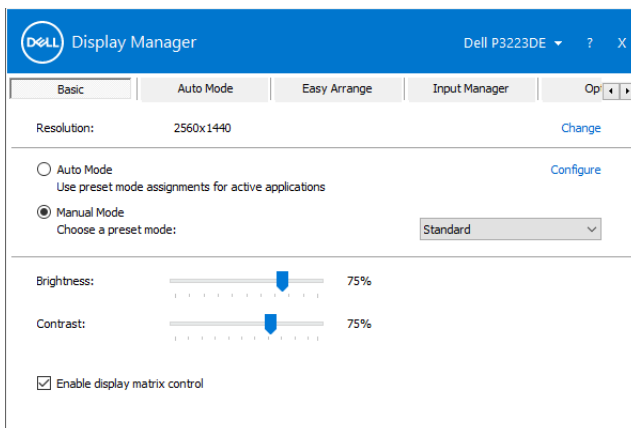 DELL Display Manager Dell P3223DE ? X
Basic Auto Mode Easy Arrange Input Manager
Resolution: 2560x1440 Change
Auto Mode Configure
Use preset mode assignments for active applications
Manual Mode
Choose a preset mode: Standard
Brightness: 75%
Contrast: 75%
Enable display matrix control